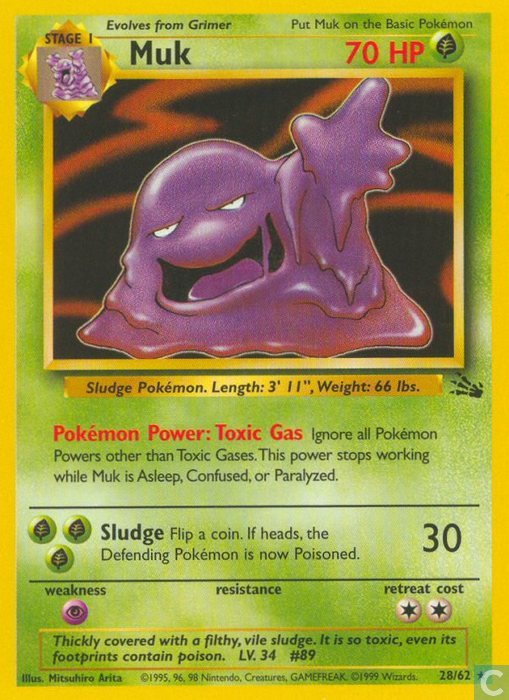 Evolves from Grimer Put Muk on the Basic Pokémon
STAGE 1
Muk 70 HP
Sludge Pokémon. Length: 3' 11", Weight: 66 lbs.
Pokémon Power: Toxic Gas Ignore all Pokémon
Powers other than Toxic Gases. This power stops working
while Muk is Asleep, Confused, or Paralyzed.
Sludge Flip a coin. If heads, the 30
Defending Pokémon is now Poisoned.
weakness resistance retreat cost
Thickly covered with a filthy, vile sludge. It is so toxic, even its
footprints contain poison. LV. 34 #89
Illus. Mitsuhiro Arita ©1995, 96, 98 Nintendo, Creatures, GAMEFREAK. ©1999 Wizards. 28/62 ★
C